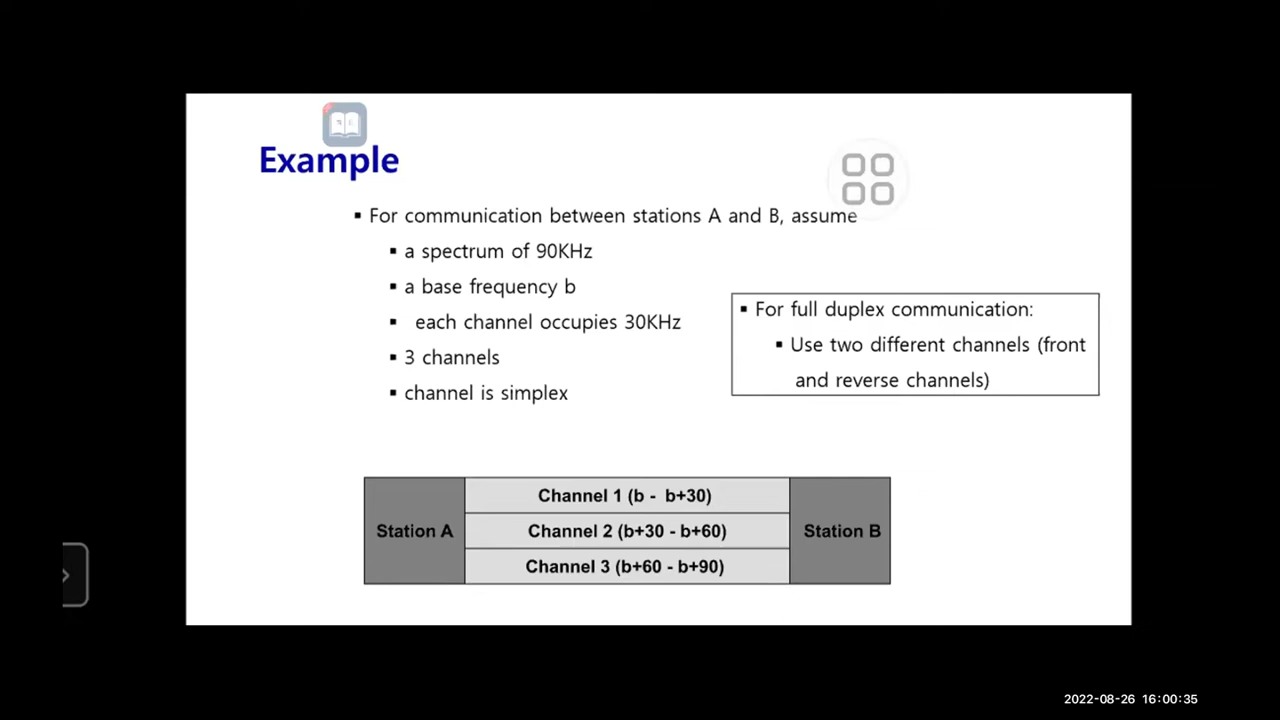 Example
▪ For communication between stations A and B, assume
▪ a spectrum of 90KHz
▪ a base frequency b
▪ each channel occupies 30KHz
▪ 3 channels
▪ channel is simplex
▪ For full duplex communication:
▪ Use two different channels (front
and reverse channels)
Channel 1 (b - b+30)
Station A
Channel 2 (b+30 - b+60)
Station B
Channel 3 (b+60 - b+90)
2022-08-26 16:00:35